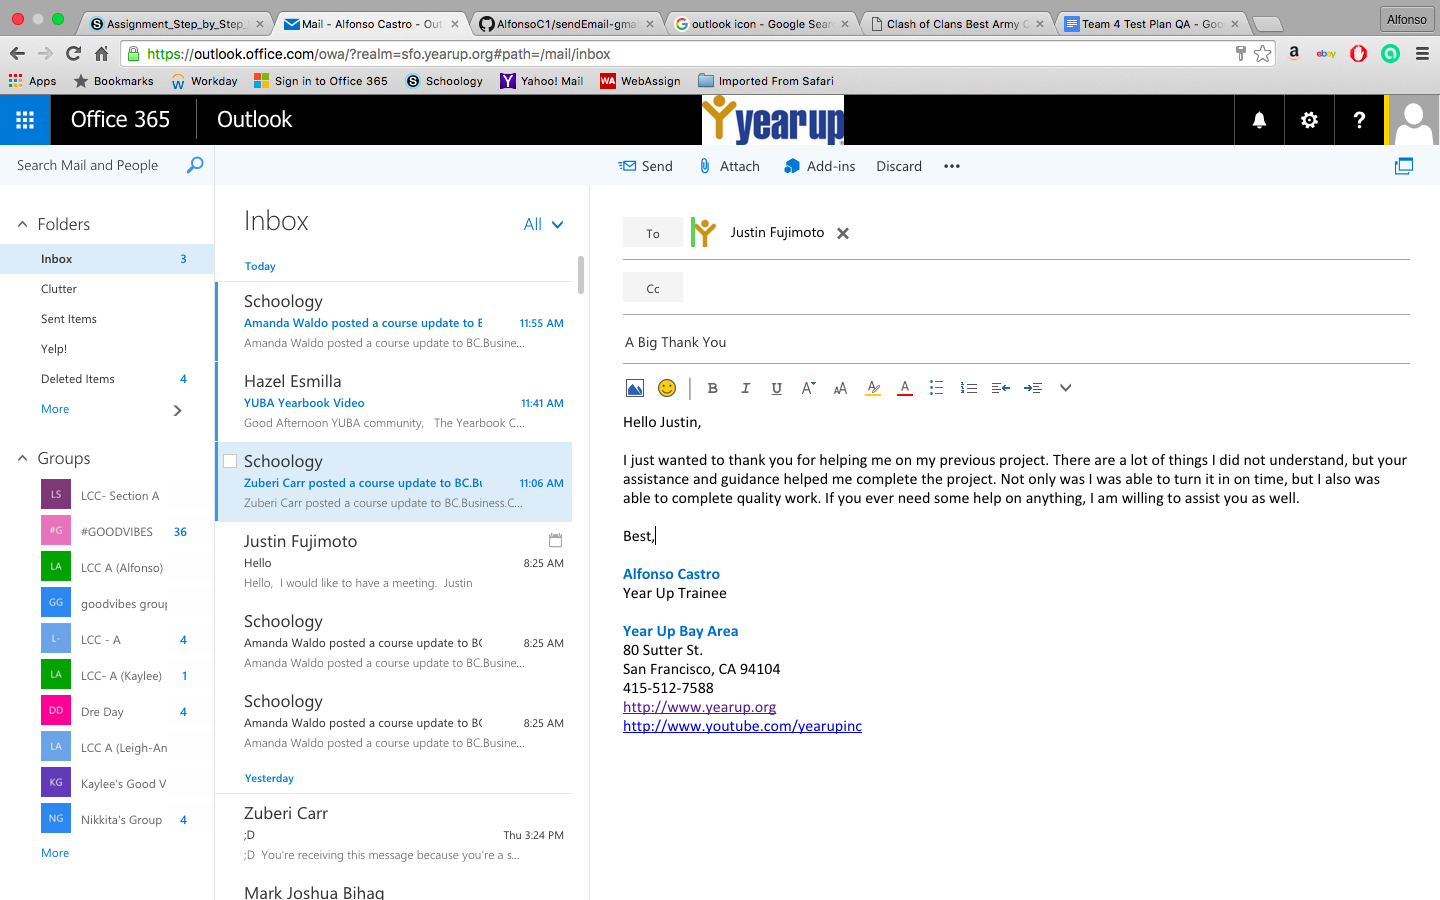 Assignment_Step_by_Step_
Mail - Alfonso Castro - Out
AlfonsoC1/sendEmail-gma
outlook icon - Google Sear
Clash of Clans Best Army C
Team 4 Test Plan QA - Goo
Alfonso
https://outlook.office.com/owa/?realm=sfo.yearup.org#path=/mail/inbox
Apps
Bookmarks
Workday
Sign in to Office 365
Schoology
Yahoo! Mail
WebAssign
Imported From Safari
Office 365
Outlook
yearup
Search Mail and People
Send
Attach
Add-ins
Discard
Folders
Inbox 3
Clutter
Sent Items
Yelp!
Deleted Items 4
More
Groups
LS LCC- Section A
#G #GOODVIBES 36
LA LCC A (Alfonso)
GG goodvibes group
L- LCC - A 4
LA LCC- A (Kaylee) 1
DD Dre Day 4
LA LCC A (Leigh-An
KG Kaylee's Good V
NG Nikkita's Group 4
More
Inbox
All
Today
Schoology
Amanda Waldo posted a course update to B 11:55 AM
Amanda Waldo posted a course update to BC.Busine...
Hazel Esmilla
YUBA Yearbook Video 11:41 AM
Good Afternoon YUBA community, The Yearbook C...
Schoology
Zuberi Carr posted a course update to BC.Bu 11:06 AM
Zuberi Carr posted a course update to BC.Business.C...
Justin Fujimoto
Hello 8:25 AM
Hello, I would like to have a meeting. Justin
Schoology
Amanda Waldo posted a course update to BC 8:25 AM
Amanda Waldo posted a course update to BC.Busine...
Schoology
Amanda Waldo posted a course update to BC 8:25 AM
Amanda Waldo posted a course update to BC.Busine...
Yesterday
Zuberi Carr
;D Thu 3:24 PM
;D You're receiving this message because you're a s...
Mark Joshua Bihag
To
Justin Fujimoto
Cc
A Big Thank You
Hello Justin,
I just wanted to thank you for helping me on my previous project. There are a lot of things I did not understand, but your
assistance and guidance helped me complete the project. Not only was I was able to turn it in on time, but I also was
able to complete quality work. If you ever need some help on anything, I am willing to assist you as well.
Best,
Alfonso Castro
Year Up Trainee
Year Up Bay Area
80 Sutter St.
San Francisco, CA 94104
415-512-7588
http://www.yearup.org
http://www.youtube.com/yearupinc